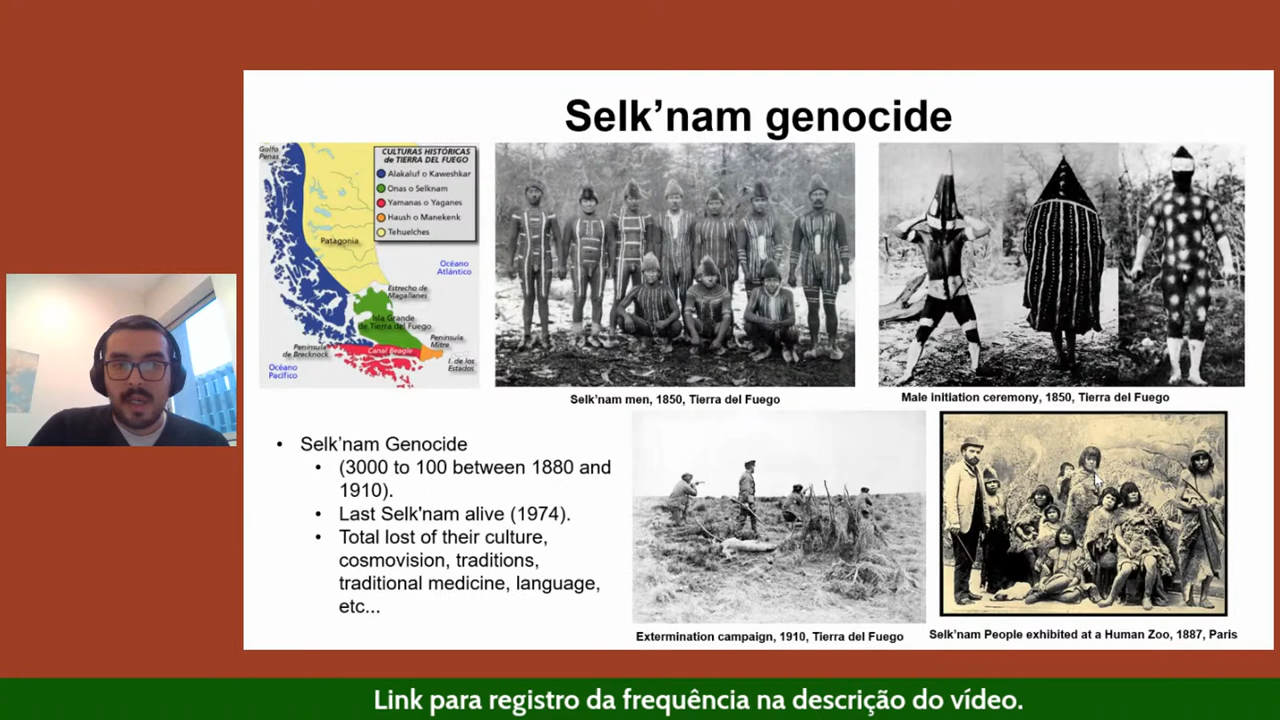 Selk’nam genocide
Golfo
Penas
CULTURAS HISTÓRICAS
de TIERRA DEL FUEGO
Alakaluf o Kaweshkar
Onas o Selknam
Yamanas o Yaganes
Haush o Manekenk
Tehuelches
Patagonia
Océano
Atlántico
Estrecho de
Magallanes
Isla Grande
de Tierra del Fuego
Península
Mitre
Península
de Brecknock
Canal Beagle
I. de los
Estados
Océano
Pacífico
Selk’nam men, 1850, Tierra del Fuego
Male initiation ceremony, 1850, Tierra del Fuego
• Selk’nam Genocide
• (3000 to 100 between 1880 and
1910).
• Last Selk'nam alive (1974).
• Total lost of their culture,
cosmovision, traditions,
traditional medicine, language,
etc...
Extermination campaign, 1910, Tierra del Fuego
Selk’nam People exhibited at a Human Zoo, 1887, Paris
Link para registro da frequência na descrição do vídeo.